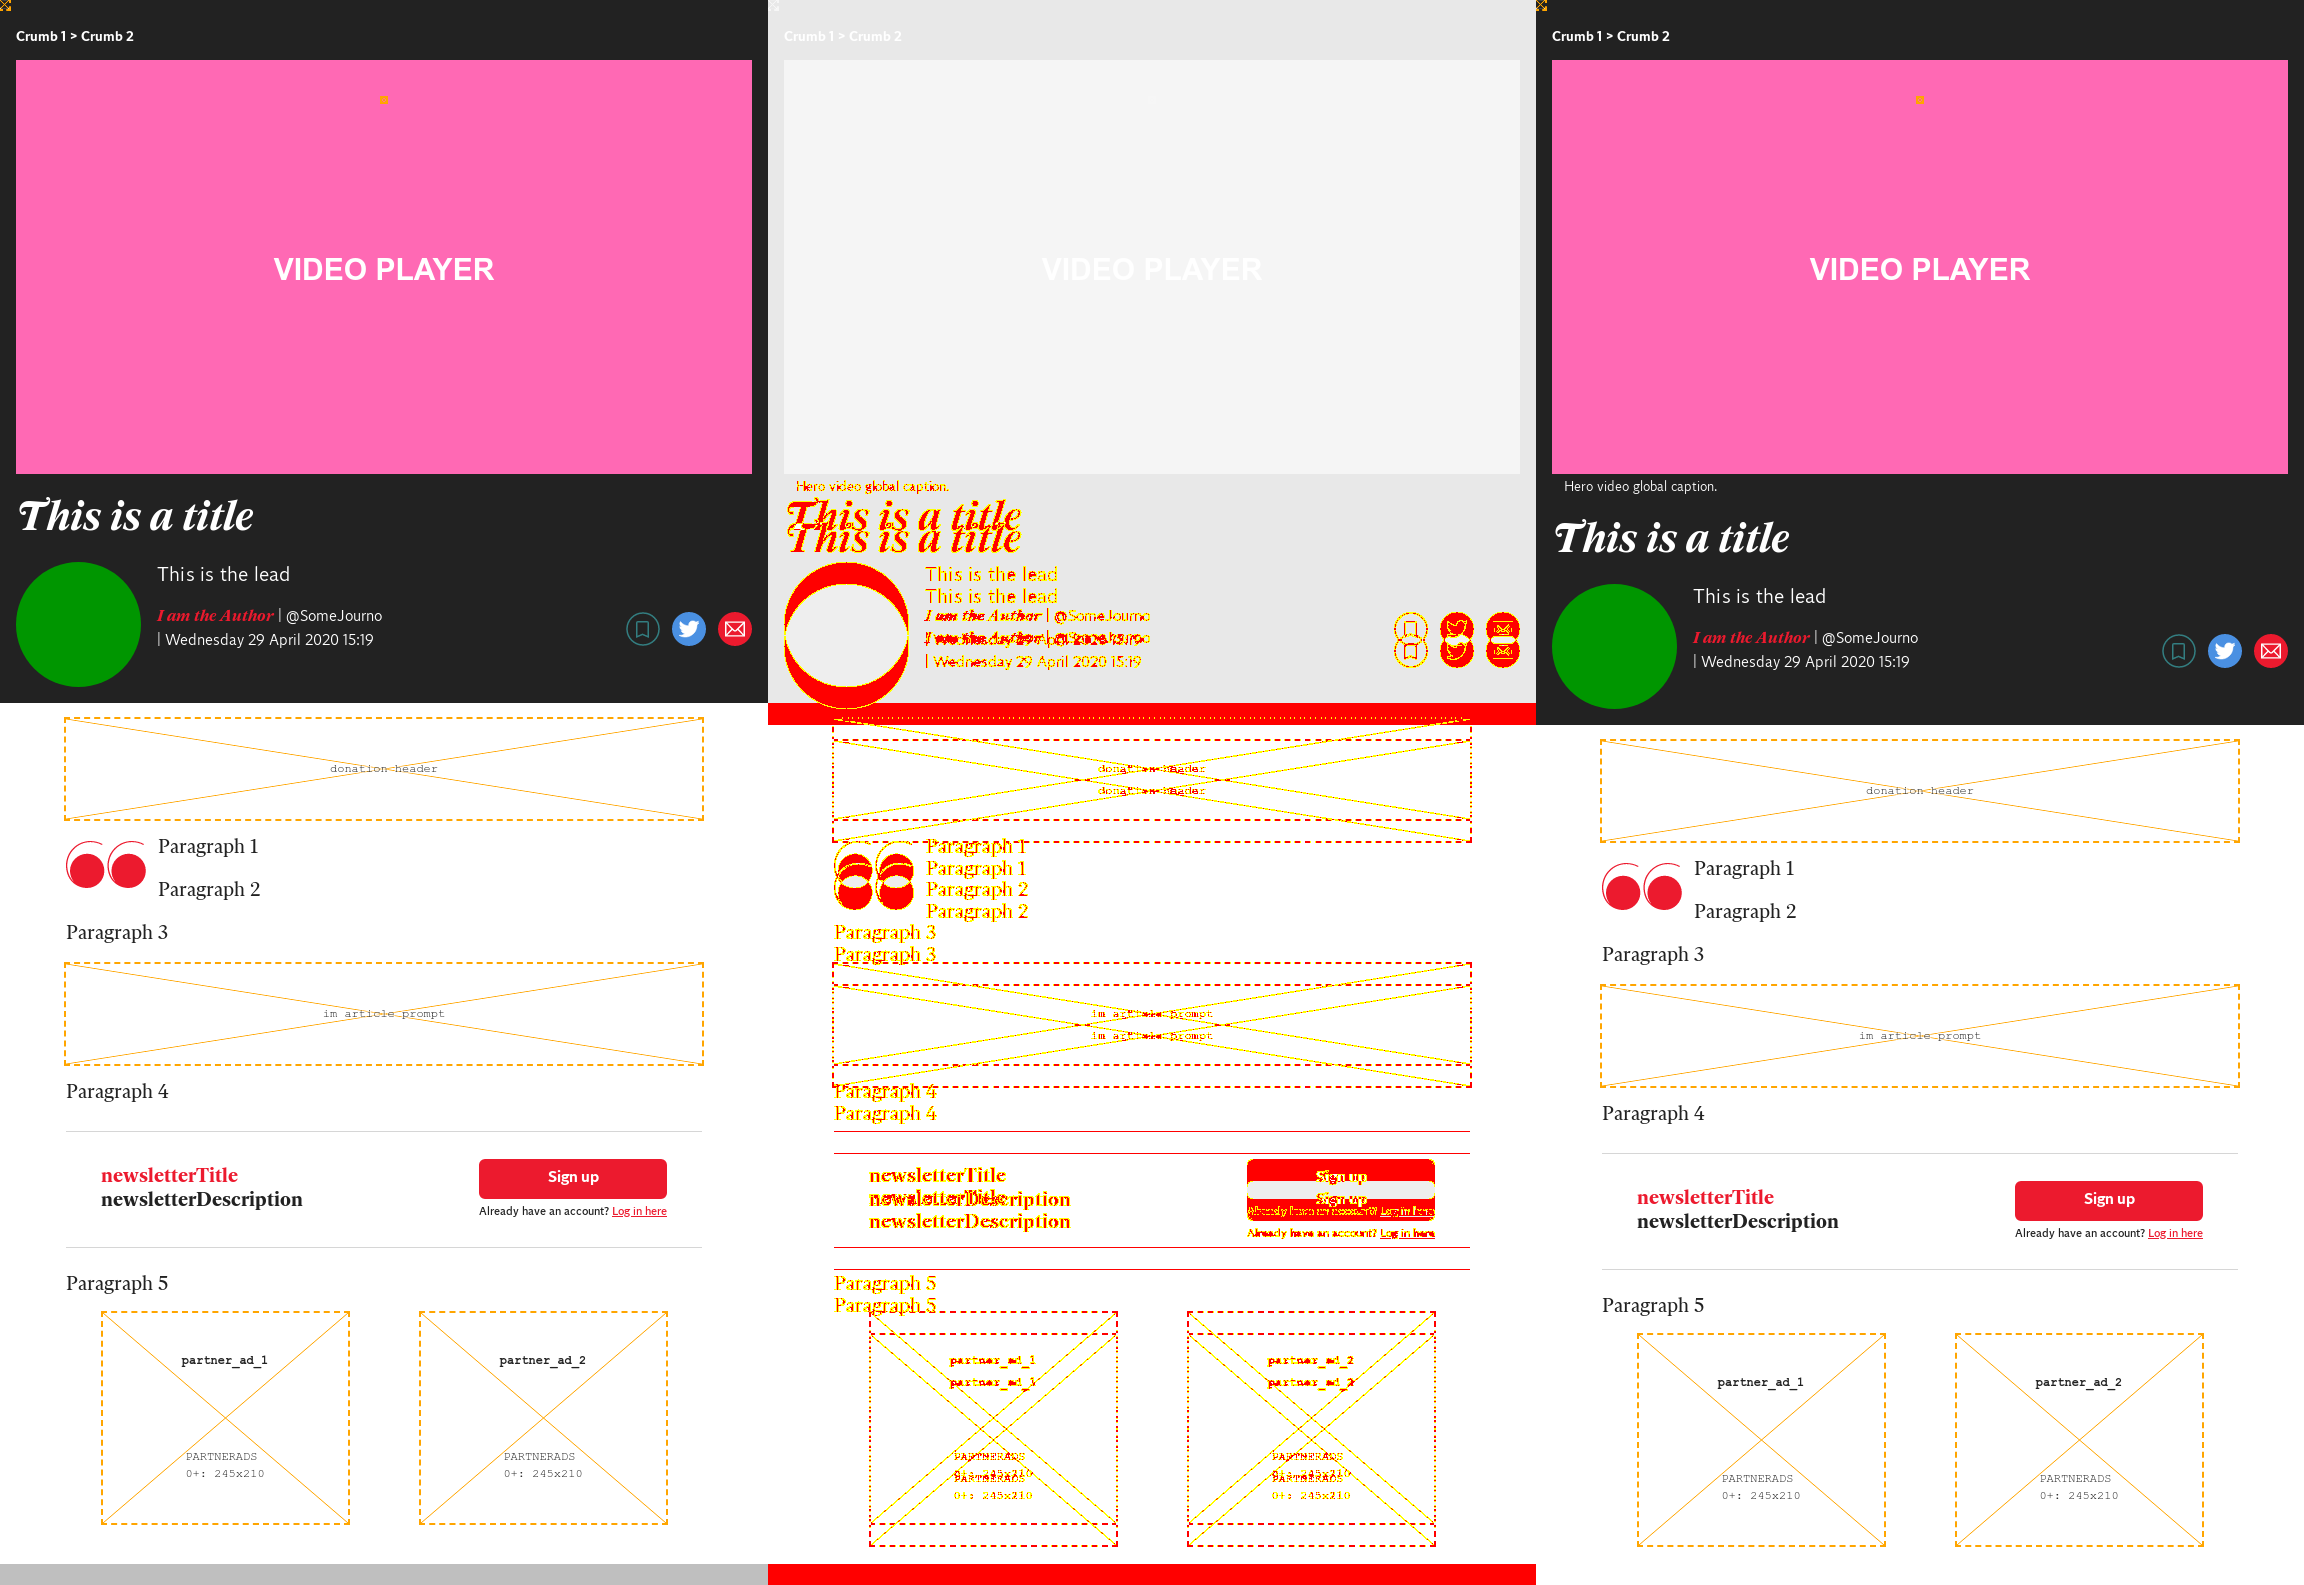 Crumb 1 > Crumb 2
VIDEO PLAYER
This is a title
This is the lead
I am the Author | @SomeJourno
| Wednesday 29 April 2020 15:19
donation header
Paragraph 1
Paragraph 2
Paragraph 3
im article prompt
Paragraph 4
newsletterTitle
newsletterDescription
Sign up
Already have an account? Log in here
Paragraph 5
partner_ad_1
PARTNERADS
0+: 245x210
partner_ad_2
PARTNERADS
0+: 245x210
Crumb 1 > Crumb 2
VIDEO PLAYER
Hero video global caption.
This is a title
This is a title
This is the lead
This is the lead
I am the Author | @SomeJourno
| Wednesday 29 April 2020 15:19
donation header
donation header
Paragraph 1
Paragraph 1
Paragraph 2
Paragraph 2
Paragraph 3
Paragraph 3
im article prompt
im article prompt
Paragraph 4
Paragraph 4
newsletterTitle
newsletterDescription
Sign up
Sign up
Already have an account? Log in here
Already have an account? Log in here
Paragraph 5
Paragraph 5
partner_ad_1
partner_ad_1
PARTNERADS
0+: 245x210
partner_ad_2
partner_ad_2
PARTNERADS
0+: 245x210
Crumb 1 > Crumb 2
VIDEO PLAYER
Hero video global caption.
This is a title
This is the lead
I am the Author | @SomeJourno
| Wednesday 29 April 2020 15:19
donation header
Paragraph 1
Paragraph 2
Paragraph 3
im article prompt
Paragraph 4
newsletterTitle
newsletterDescription
Sign up
Already have an account? Log in here
Paragraph 5
partner_ad_1
PARTNERADS
0+: 245x210
partner_ad_2
PARTNERADS
0+: 245x210